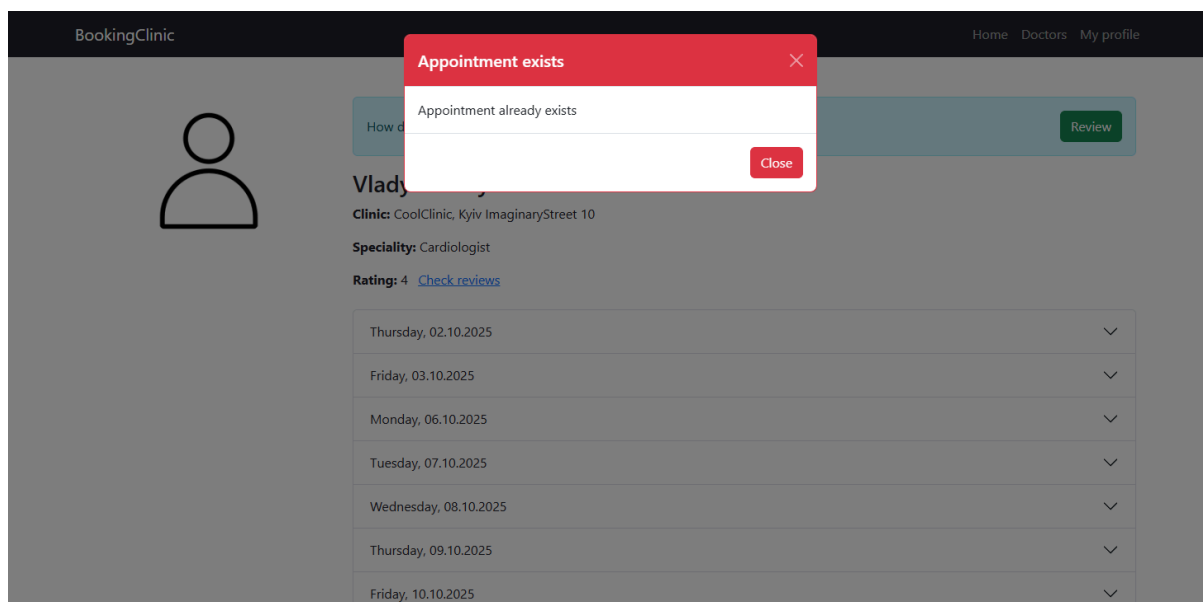 BookingClinic
Home Doctors My profile
Appointment exists
Appointment already exists
Close
How
Review
Clinic: CoolClinic, Kyiv ImaginaryStreet 10
Speciality: Cardiologist
Rating: 4 Check reviews
Thursday, 02.10.2025
Friday, 03.10.2025
Monday, 06.10.2025
Tuesday, 07.10.2025
Wednesday, 08.10.2025
Thursday, 09.10.2025
Friday, 10.10.2025